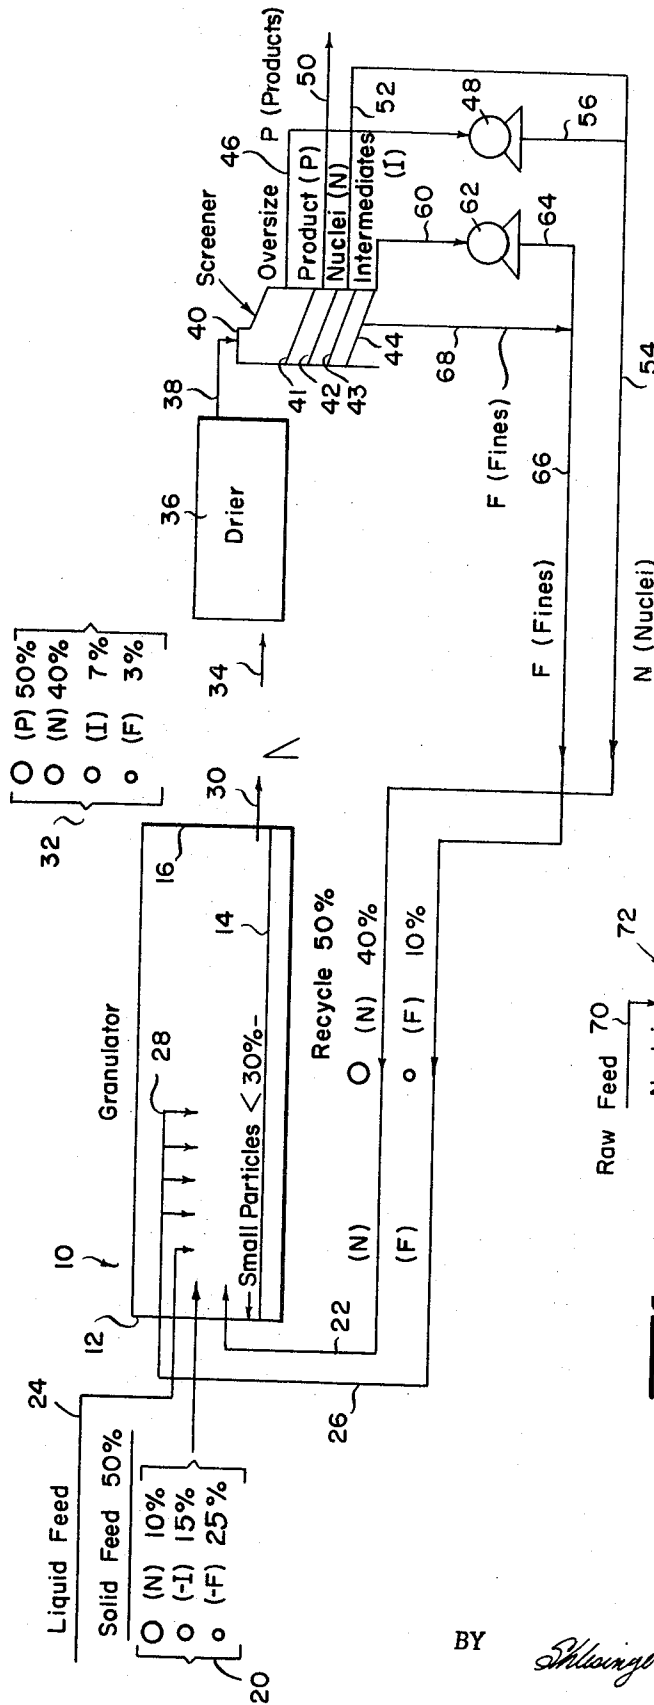 Liquid Feed
24
Solid Feed 50%
(N) 10%
(-I) 15%
(-F) 25%
20
12
10
Granulator
28
Small Particles < 30%-
14
16
22
26
Recycle 50%
(N)
(N) 40%
(F)
(F) 10%
30
32
(P) 50%
(N) 40%
(I) 7%
(F) 3%
34
36
Drier
38
40
Screener
41
42
43
44
Oversize
46
P (Products)
Product (P)
50
Nuclei (N)
52
Intermediates
(I)
60
62
64
48
56
68
F (Fines)
F (Fines)
66
54
N (Nuclei)
Raw Feed
70
72
BY